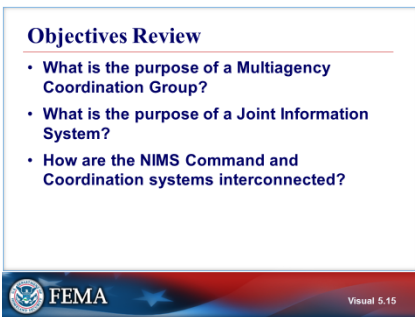 Objectives Review
• What is the purpose of a Multiagency
Coordination Group?
• What is the purpose of a Joint Information
System?
• How are the NIMS Command and
Coordination systems interconnected?
FEMA
Visual 5.15